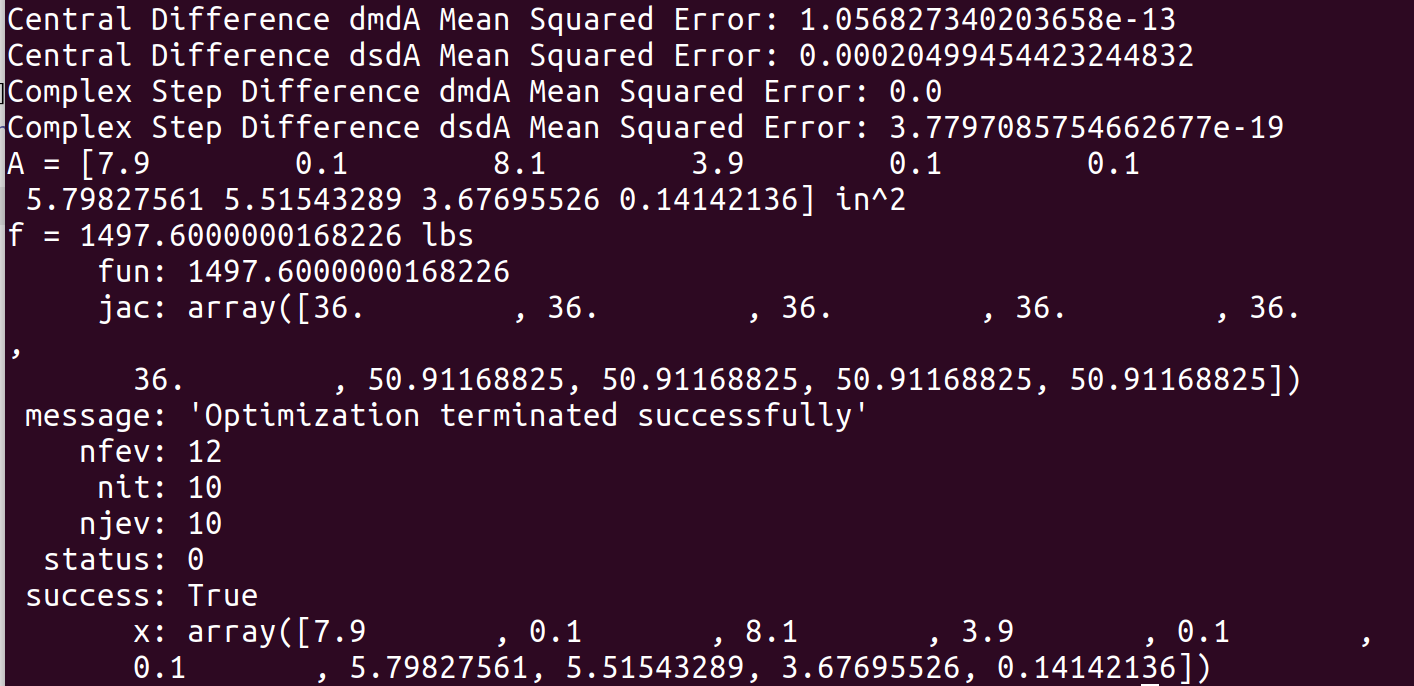 Central Difference dmdA Mean Squared Error: 1.056827340203658e-13
Central Difference dsdA Mean Squared Error: 0.00020499454423244832
Complex Step Difference dmdA Mean Squared Error: 0.0
Complex Step Difference dsdA Mean Squared Error: 3.7797085754662677e-19
A = [7.9        0.1        8.1        3.9        0.1        0.1
 5.79827561 5.51543289 3.67695526 0.14142136] in^2
f = 1497.6000000168226 lbs
     fun: 1497.6000000168226
     jac: array([36.        , 36.        , 36.        , 36.        , 36.
,
       36.        , 50.91168825, 50.91168825, 50.91168825, 50.91168825])
 message: 'Optimization terminated successfully'
    nfev: 12
     nit: 10
    njev: 10
  status: 0
 success: True
       x: array([7.9       , 0.1       , 8.1       , 3.9       , 0.1       ,
       0.1       , 5.79827561, 5.51543289, 3.67695526, 0.14142136])